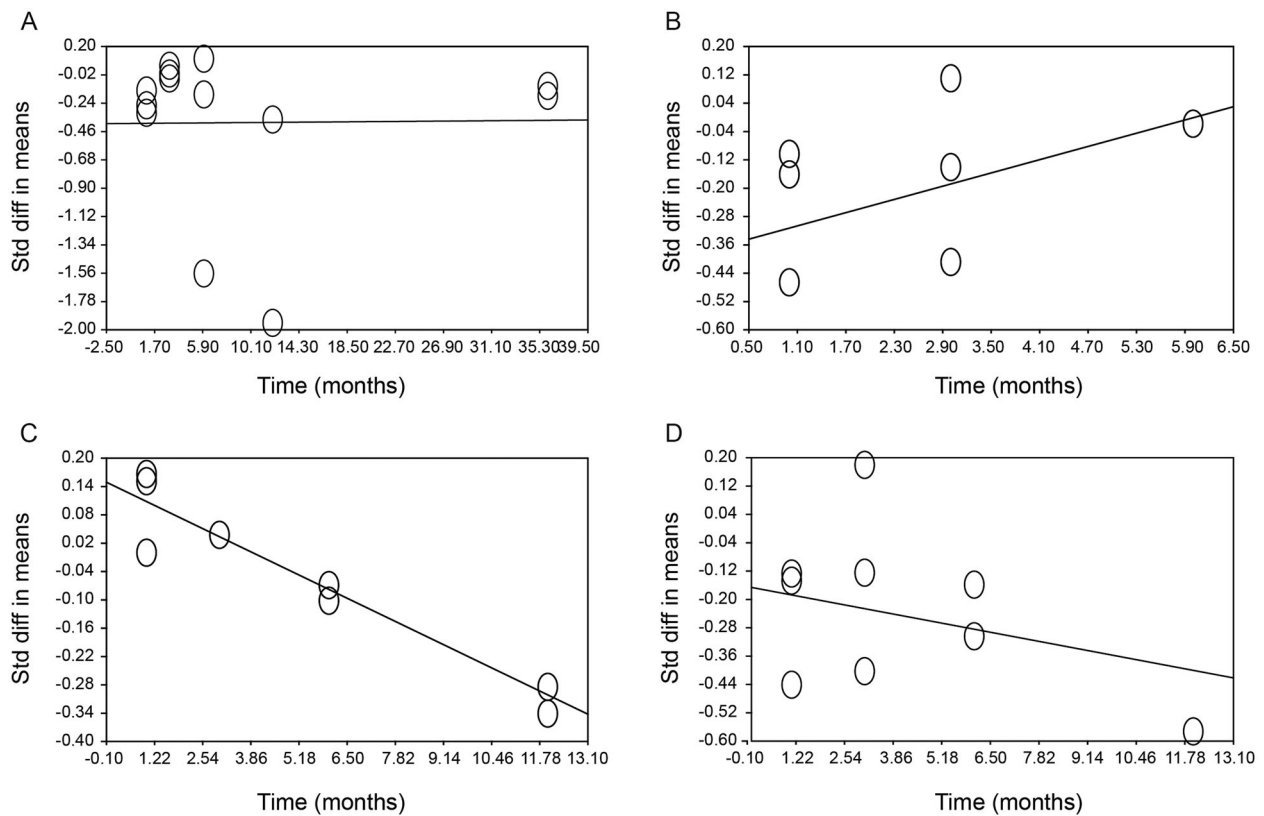 A
0.20
-0.02
-0.24
-0.46
-0.68
-0.90
-1.12
-1.34
-1.56
-1.78
-2.00
Std diff in means
-2.50 1.70 5.90 10.10 14.30 18.50 22.70 26.90 31.10 35.30 39.50
Time (months)
B
0.20
0.12
0.04
-0.04
-0.12
-0.20
-0.28
-0.36
-0.44
-0.52
-0.60
Std diff in means
0.50 1.10 1.70 2.30 2.90 3.50 4.10 4.70 5.30 5.90 6.50
Time (months)
C
0.20
0.14
0.08
0.02
-0.04
-0.10
-0.16
-0.22
-0.28
-0.34
-0.40
Std diff in means
-0.10 1.22 2.54 3.86 5.18 6.50 7.82 9.14 10.46 11.78 13.10
Time (months)
D
0.20
0.12
0.04
-0.04
-0.12
-0.20
-0.28
-0.36
-0.44
-0.52
-0.60
Std diff in means
-0.10 1.22 2.54 3.86 5.18 6.50 7.82 9.14 10.46 11.78 13.10
Time (months)